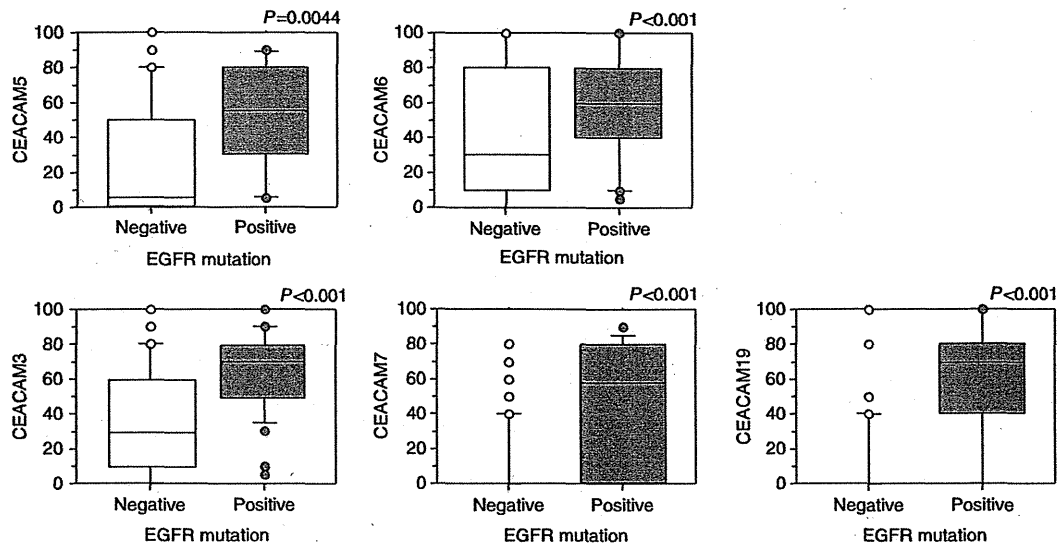 P=0.0044
P<0.001
100
80
60
40
20
0
CEACAM5
Negative Positive
EGFR mutation
100
80
60
40
20
0
CEACAM6
Negative Positive
EGFR mutation
P<0.001
100
80
60
40
20
0
CEACAM3
Negative Positive
EGFR mutation
P<0.001
100
80
60
40
20
0
CEACAM7
Negative Positive
EGFR mutation
P<0.001
100
80
60
40
20
0
CEACAM19
Negative Positive
EGFR mutation